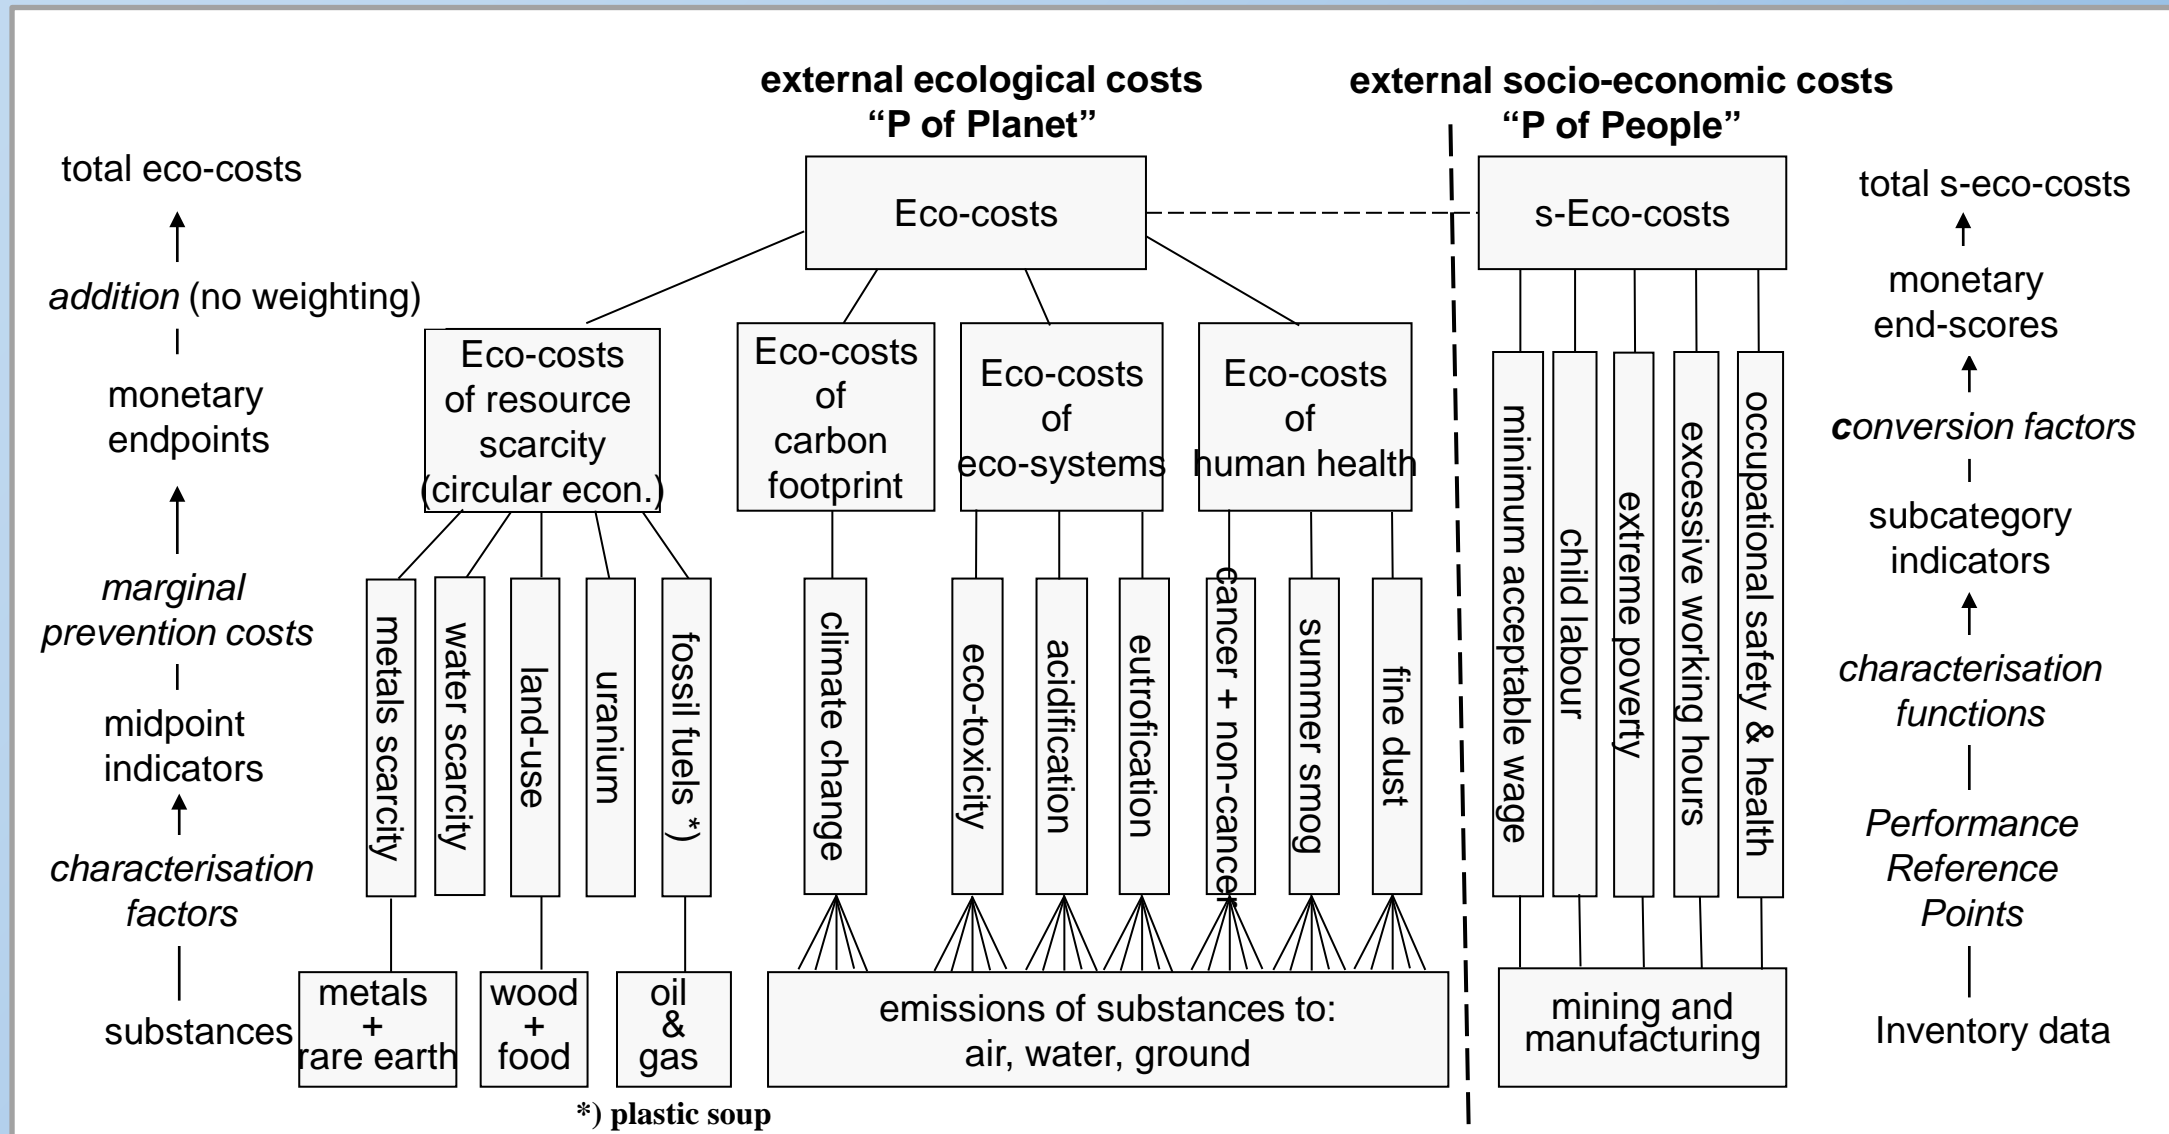 external ecological costs
“P of Planet”
external socio-economic costs
“P of People”
total eco-costs
addition (no weighting)
monetary
endpoints
marginal
prevention costs
midpoint
indicators
characterisation
factors
substances
Eco-costs
s-Eco-costs
Eco-costs
of resource
scarcity
(circular econ.)
Eco-costs
of
carbon
footprint
Eco-costs
of
eco-systems
Eco-costs
of
human health
metals scarcity
water scarcity
land-use
uranium
fossil fuels *)
climate change
eco-toxicity
acidification
eutrofication
cancer + non-cancer
summer smog
fine dust
minimum acceptable wage
child labour
extreme poverty
excessive working hours
occupational safety & health
metals
+
rare earth
wood
+
food
oil
&
gas
emissions of substances to:
air, water, ground
mining and
manufacturing
*) plastic soup
total s-eco-costs
monetary
end-scores
conversion factors
subcategory
indicators
characterisation
functions
Performance
Reference
Points
Inventory data